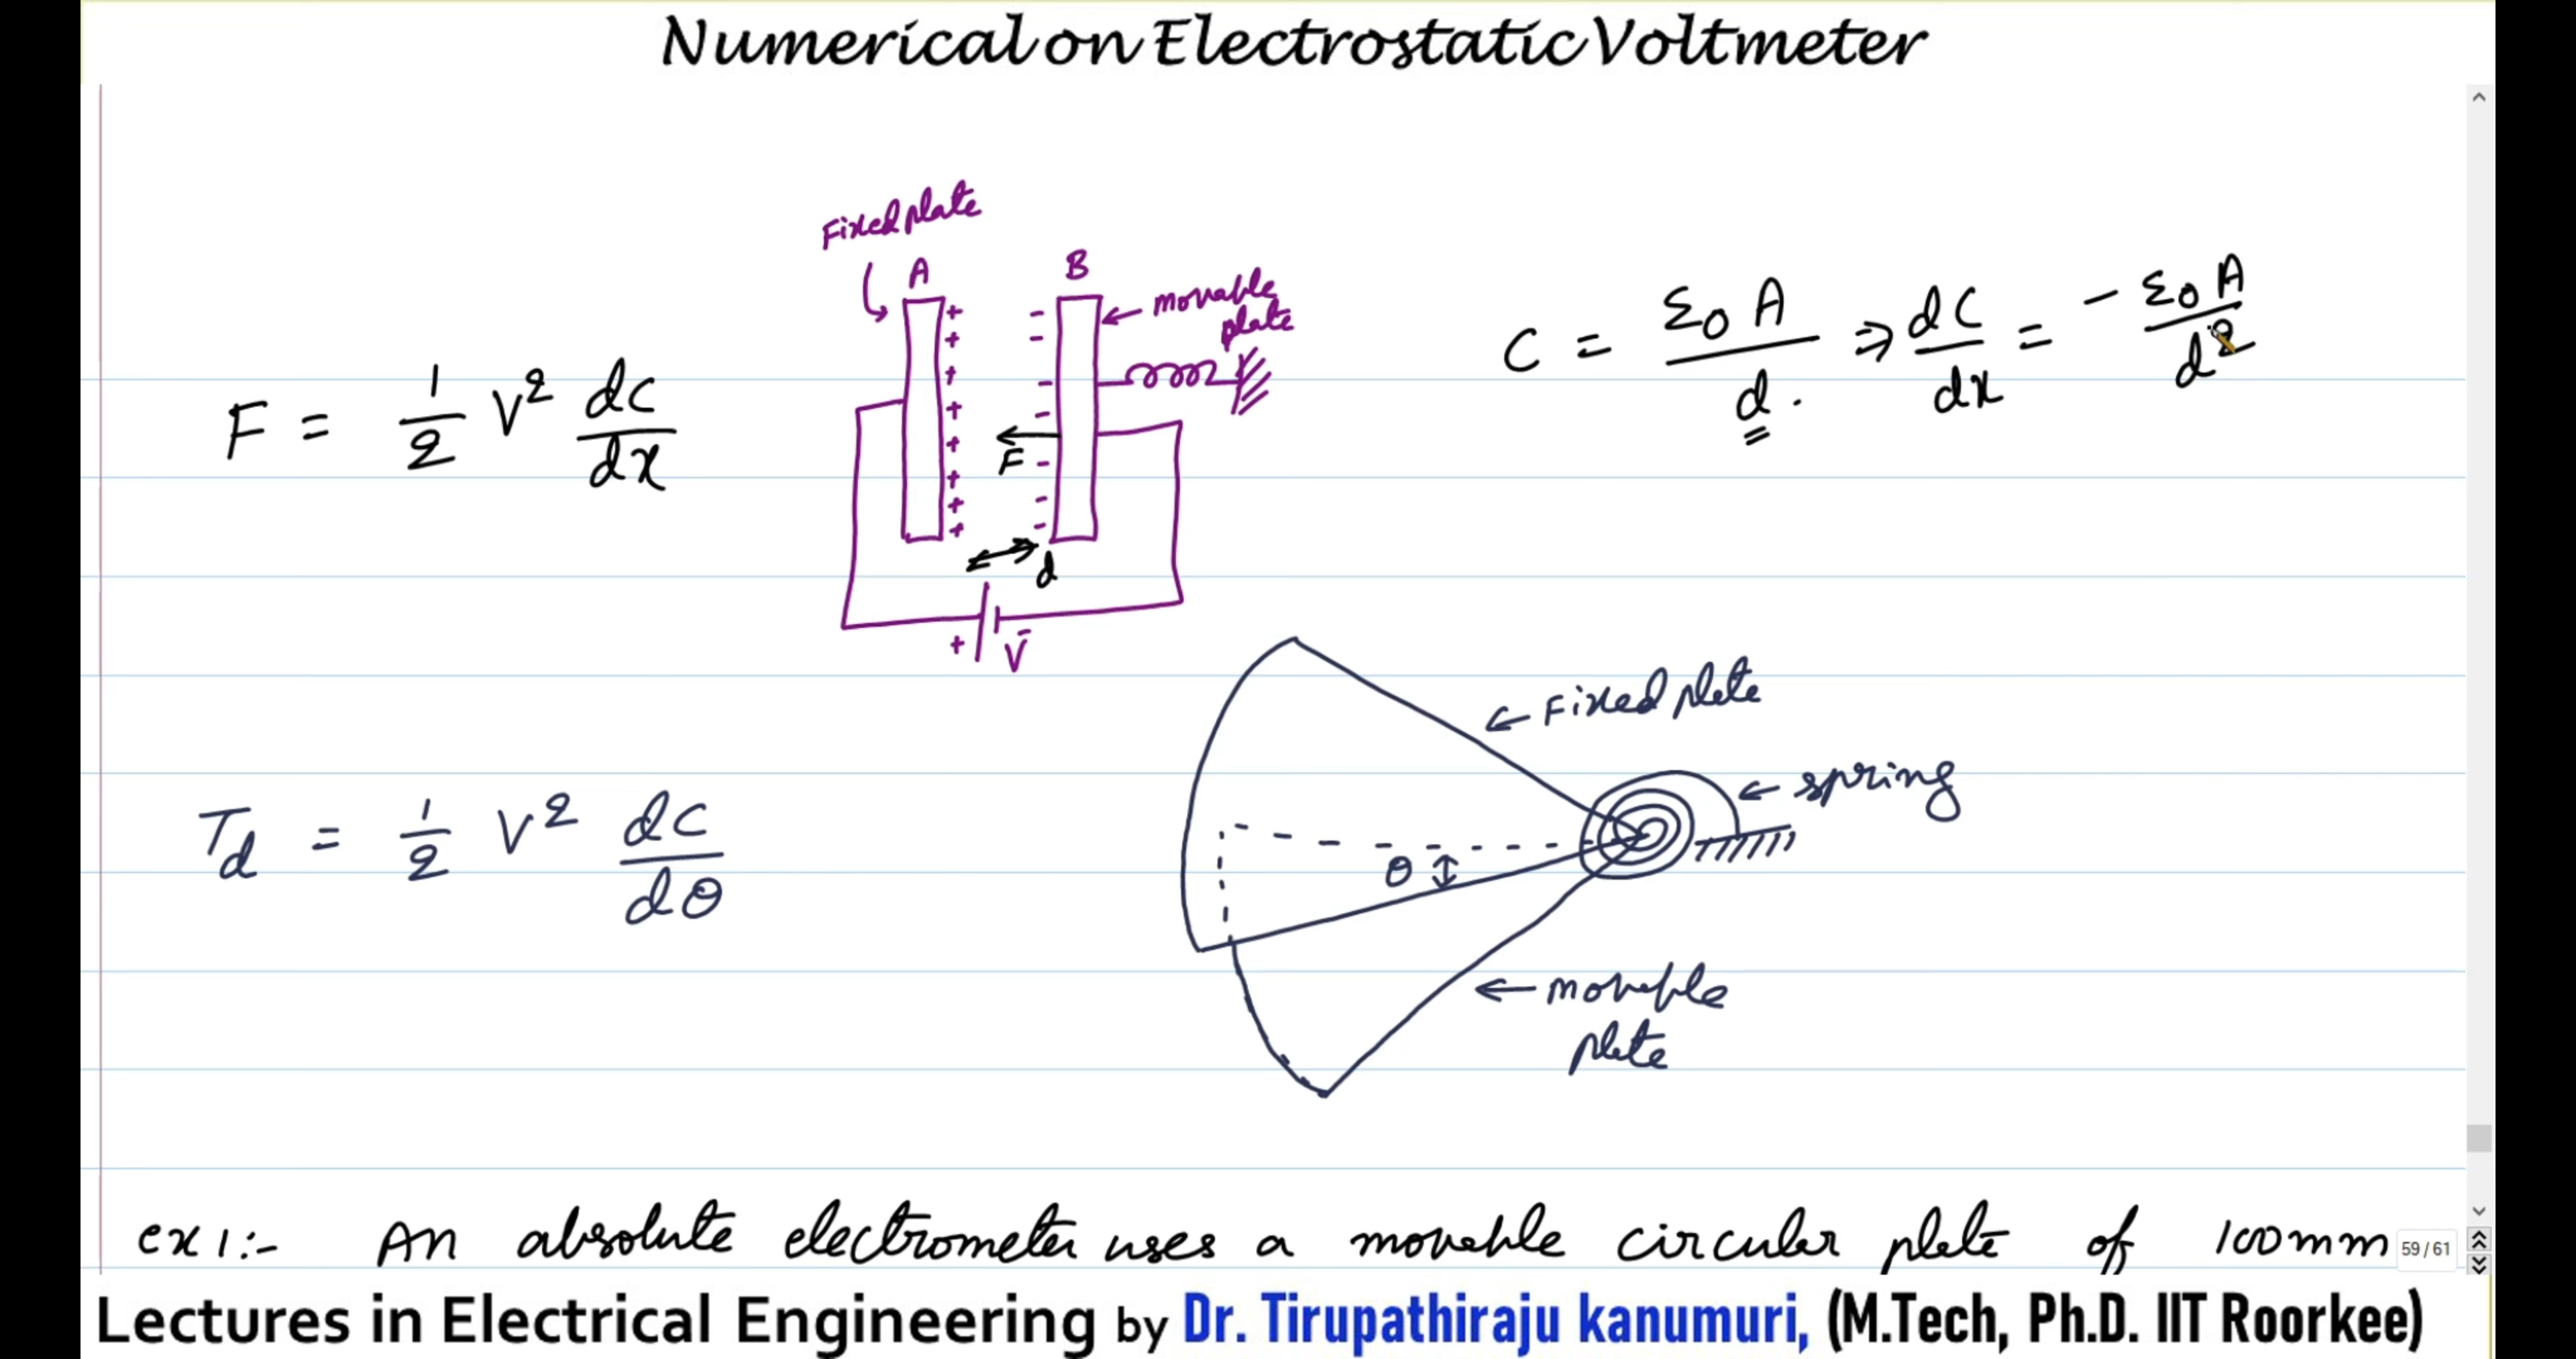 Numerical on Electrostatic Voltmeter
Fixed plate
A
B
movable
plate
F = 1/2 V² dc/dx
C = ε₀A/d . ⇒ dC/dx = - ε₀A/d²
+ + + + + + + +
- - - - - - -
F
d
+ V -
Fixed plate
spring
T_d = 1/2 V² dc/dθ
θ
movable
plate
ex 1:- An absolute electrometer uses a movable circular plate of 100mm
59 / 61
Lectures in Electrical Engineering by Dr. Tirupathiraju kanumuri, (M.Tech, Ph.D. IIT Roorkee)